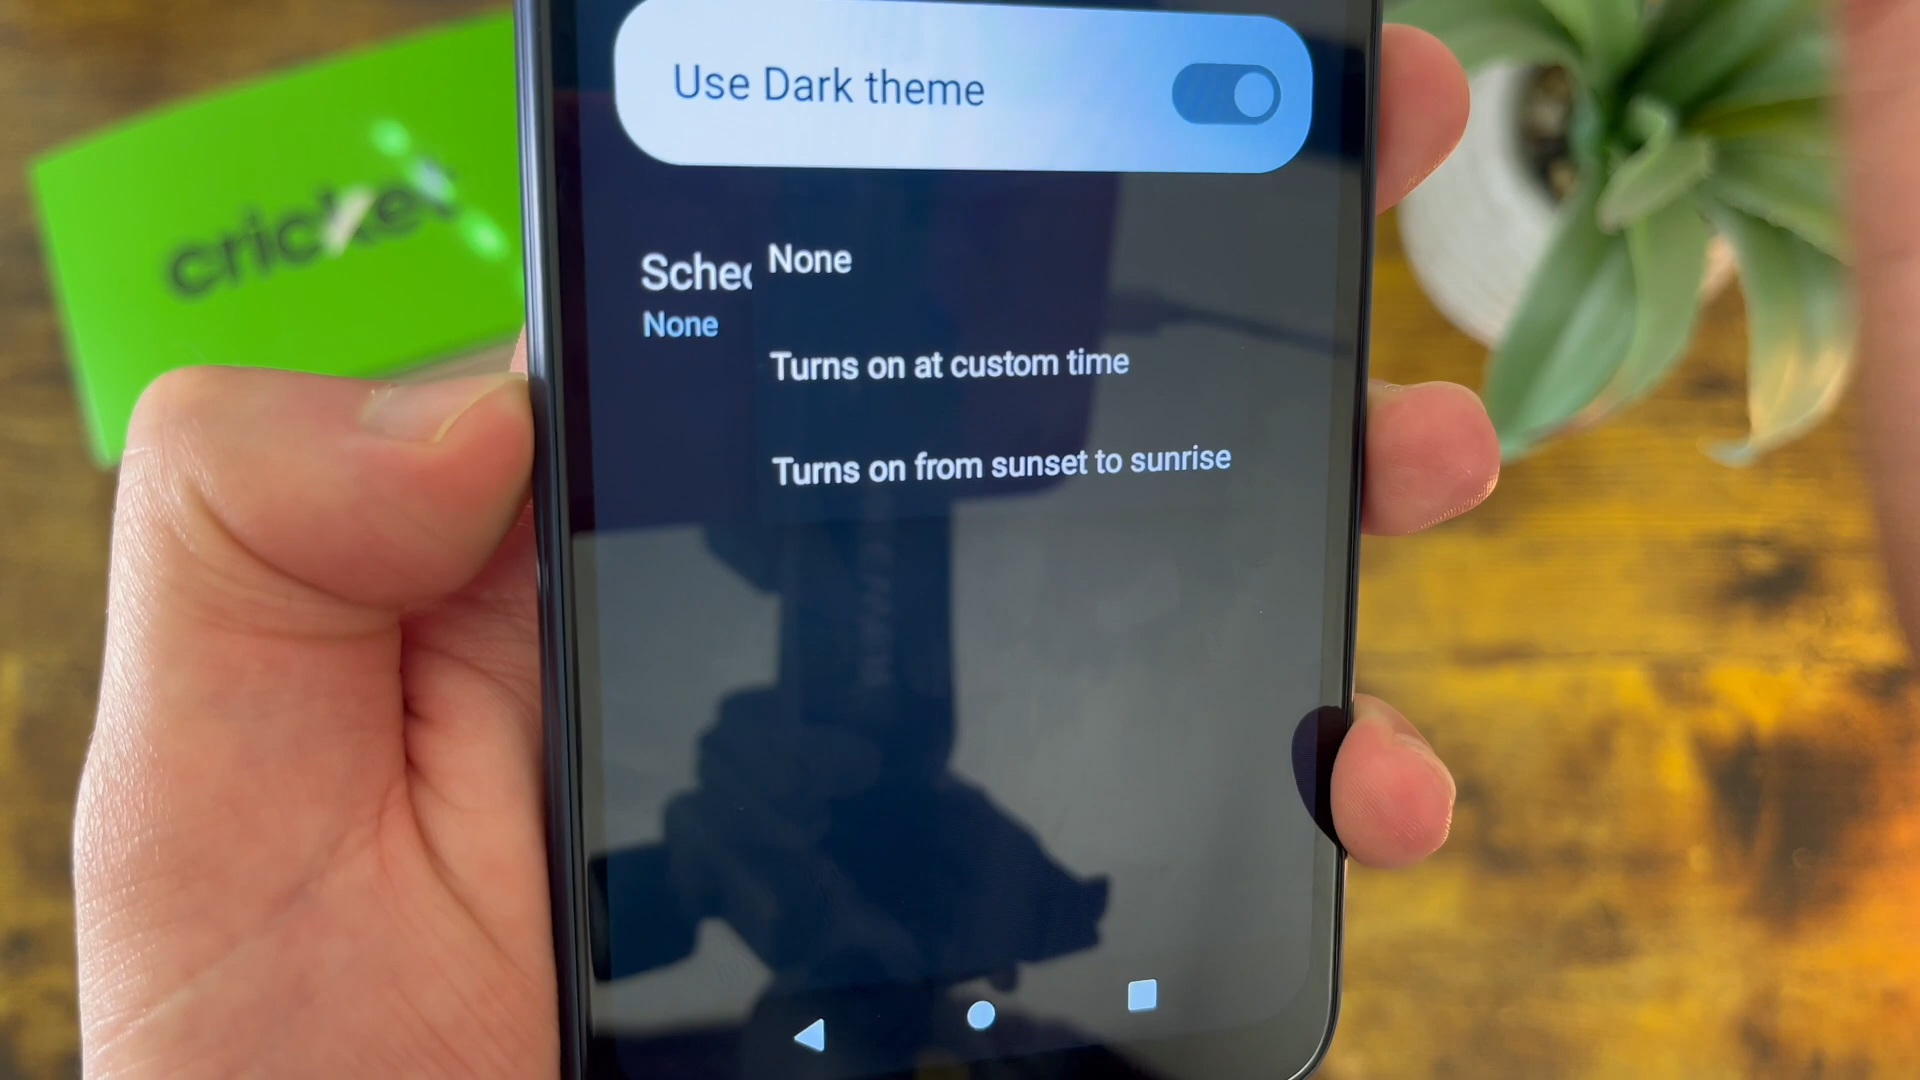 cricket
Use Dark theme
Sched
None
None
Turns on at custom time
Turns on from sunset to sunrise